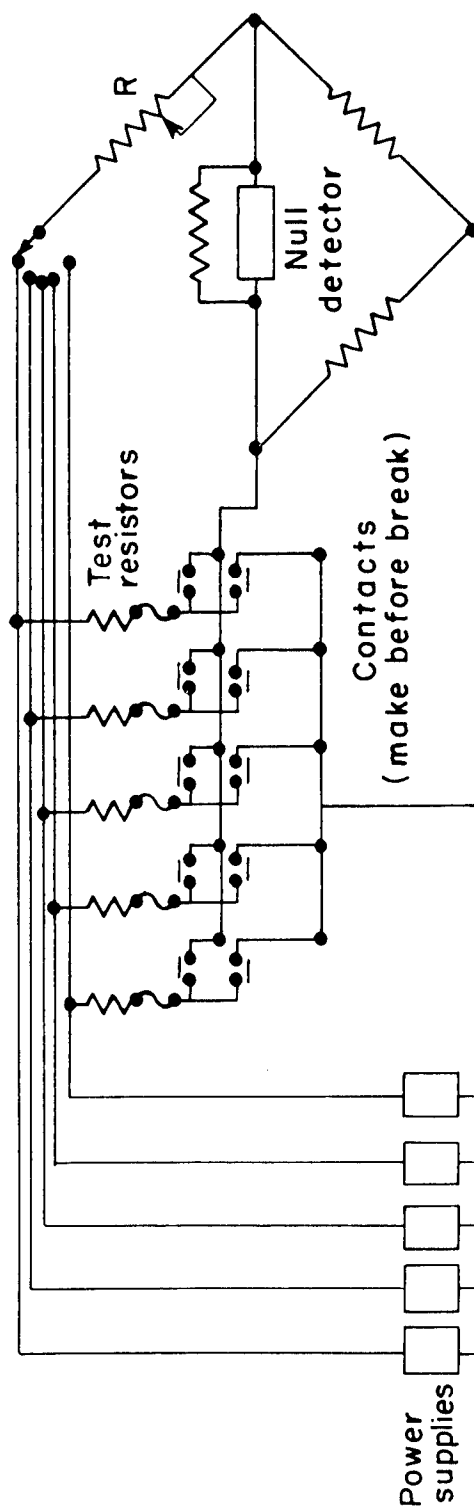 R
Null
detector
Test
resistors
Contacts
(make before break)
Power
supplies